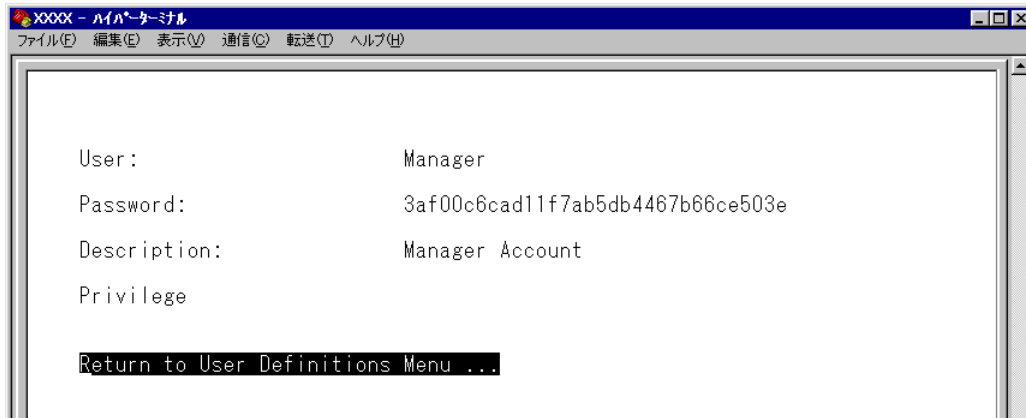 XXXX - ﾊｲﾊﾟｰﾀｰﾐﾅﾙ
ファイル(F) 編集(E) 表示(V) 通信(C) 転送(T) ヘルプ(H)
User: Manager
Password: 3af00c6cad11f7ab5db4467b66ce503e
Description: Manager Account
Privilege
Return to User Definitions Menu ...